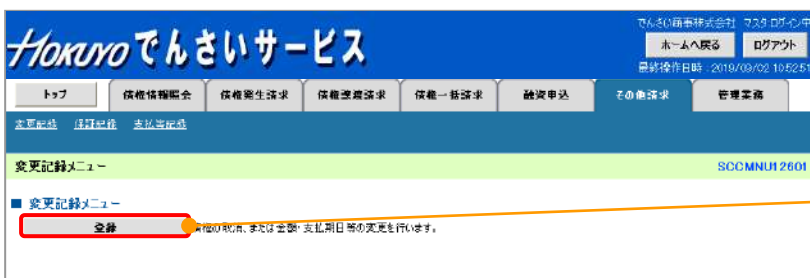 でんさい商事株式会社 マスタ ログイン中
Hokuyoでんさいサービス
ホームへ戻る ログアウト
最終操作日時：2019/09/02 10:52:51
トップ 債権情報照会 債権発生請求 債権譲渡請求 債権一括請求 融資申込 その他請求 管理業務
変更記録 保証記録 支払等記録
変更記録メニュー SCCMNU12601
■ 変更記録メニュー
登録 債権の取消、または金額・支払期日等の変更を行います。